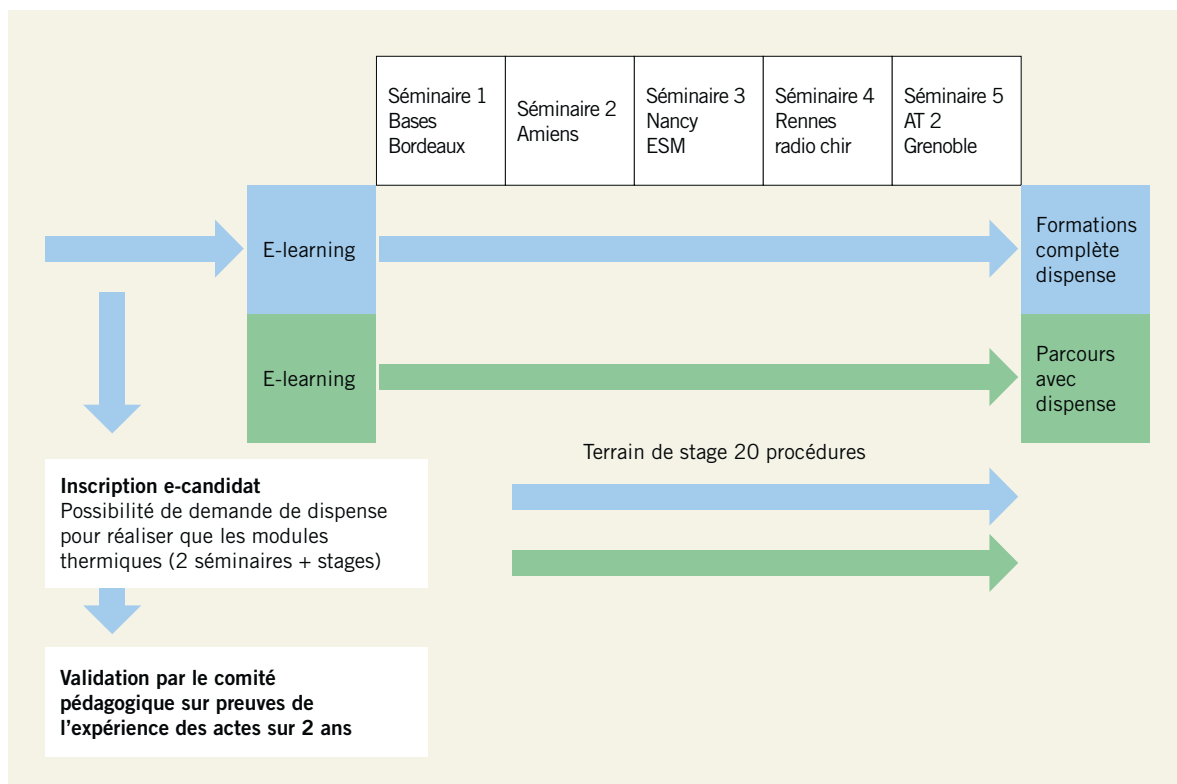 Séminaire 1
Bases
Bordeaux
Séminaire 2
Amiens
Séminaire 3
Nancy
ESM
Séminaire 4
Rennes
radio chir
Séminaire 5
AT 2
Grenoble
E-learning
Formations
complète
dispense
E-learning
Parcours
avec
dispense
Terrain de stage 20 procédures
Inscription e-candidat
Possibilité de demande de dispense
pour réaliser que les modules
thermiques (2 séminaires + stages)
Validation par le comité
pédagogique sur preuves de
l’expérience des actes sur 2 ans